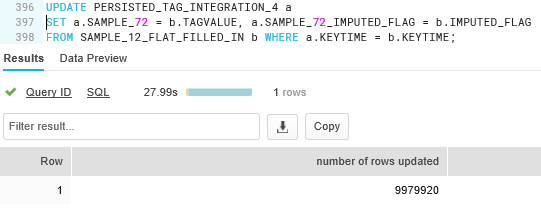 396 UPDATE PERSISTED_TAG_INTEGRATION_4 a
397 SET a.SAMPLE_72 = b.TAGVALUE, a.SAMPLE_72_IMPUTED_FLAG = b.IMPUTED_FLAG
398 FROM SAMPLE_12_FLAT_FILLED_IN b WHERE a.KEYTIME = b.KEYTIME;
Results Data Preview
Query ID SQL 27.99s 1 rows
Filter result... Copy
Row number of rows updated
1 9979920